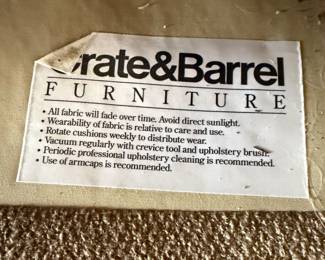 Crate&Barrel
FURNITURE
• All fabric will fade over time. Avoid direct sunlight.
• Wearability of fabric is relative to care and use.
• Rotate cushions weekly to distribute wear.
• Vacuum regularly with crevice tool and upholstery brush.
• Periodic professional upholstery cleaning is recommended.
• Use of armcaps is recommended.